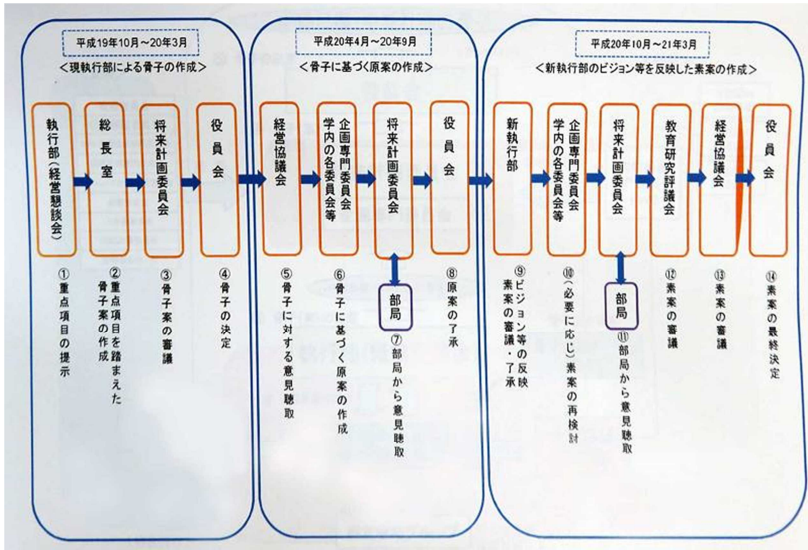 平成19年10月～20年3月
＜現執行部による骨子の作成＞
執行部（経営懇談会）
総長室
将来計画委員会
役員会
①重点項目の提示
②重点項目を踏まえた
骨子案の作成
③骨子案の審議
④骨子の決定
平成20年4月～20年9月
＜骨子に基づく原案の作成＞
経営協議会
企画専門委員会
学内の各委員会等
将来計画委員会
役員会
部局
⑤骨子に対する意見聴取
⑥骨子に基づく原案の作成
⑦部局から意見聴取
⑧原案の了承
平成20年10月～21年3月
＜新執行部のビジョン等を反映した素案の作成＞
新執行部
企画専門委員会
学内の各委員会等
将来計画委員会
教育研究評議会
経営協議会
役員会
部局
⑨ビジョン等の反映
素案の審議・了承
⑩（必要に応じ）素案の再検討
⑪部局から意見聴取
⑫素案の審議
⑬素案の審議
⑭素案の最終決定